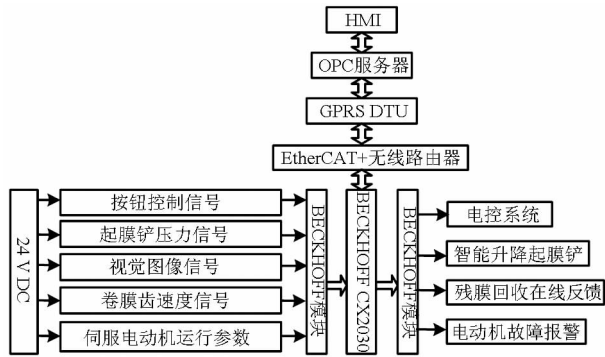 HMI
OPC服务器
GPRS DTU
EtherCAT+无线路由器
24 V DC
按钮控制信号
起膜铲压力信号
视觉图像信号
卷膜齿速度信号
伺服电动机运行参数
BECKHOFF模块
BECKHOFF CX2030
BECKHOFF模块
电控系统
智能升降起膜铲
残膜回收在线反馈
电动机故障报警